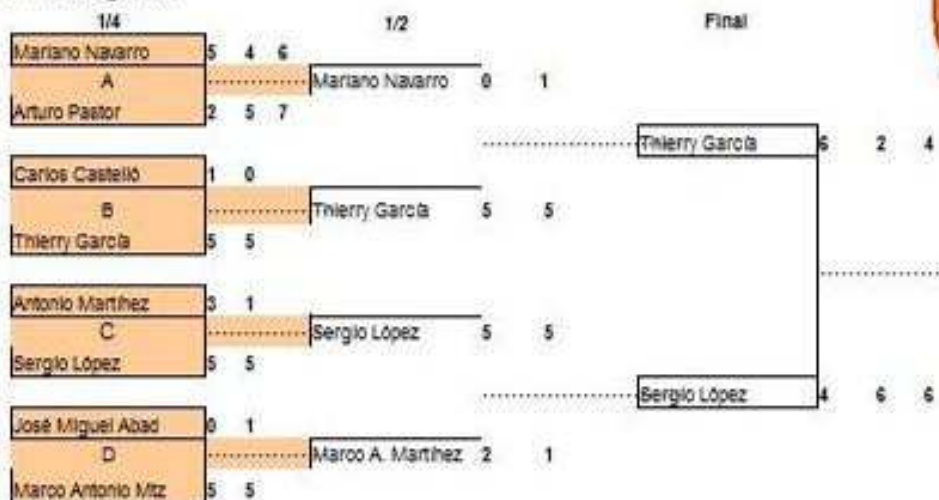 1/4 1/2 Final
Mariano Navarro 5 4 6
A Mariano Navarro 0 1
Arturo Pastor 2 5 7
Thierry García 6 2 4
Carlos Castelló 1 0
B Thierry García 5 5
Thierry García 5 5
Antonio Martíhez 3 1
C Sergio López 5 5
Sergio López 5 5
Sergio López 4 6 6
José Miguel Abad 0 1
D Marco A. Martíhez 2 1
Marco Antonio Mtz 5 5